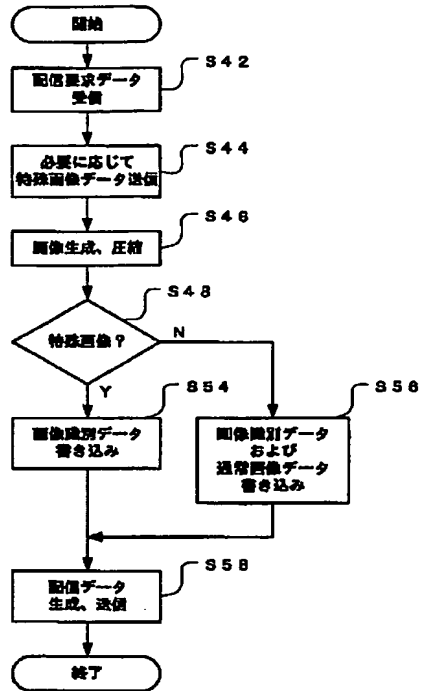 開始
S42
配信要求データ
受信
S44
必要に応じて
特殊画像データ送信
S46
画像生成、圧縮
S48
特殊画像?
N
Y
S54
画像識別データ
書き込み
S56
画像識別データ
および
通常画像データ
書き込み
S58
配信データ
生成、送信
終了